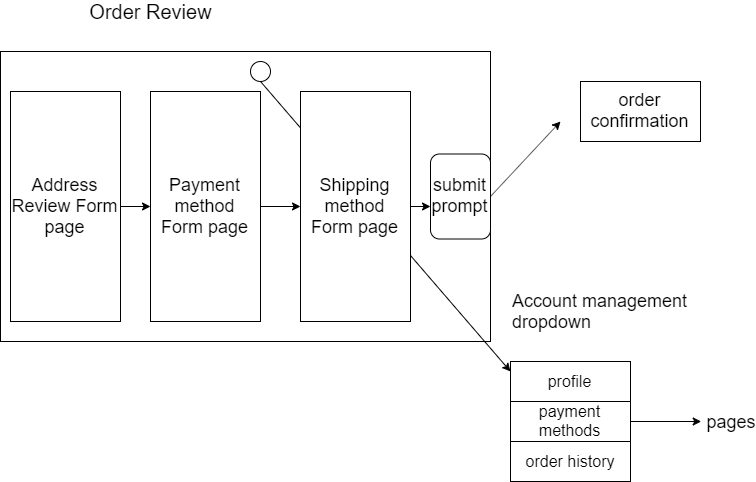 Order Review
Address
Review Form
page
Payment
method
Form page
Shipping
method
Form page
submit
prompt
order
confirmation
Account management
dropdown
profile
payment
methods
order history
pages